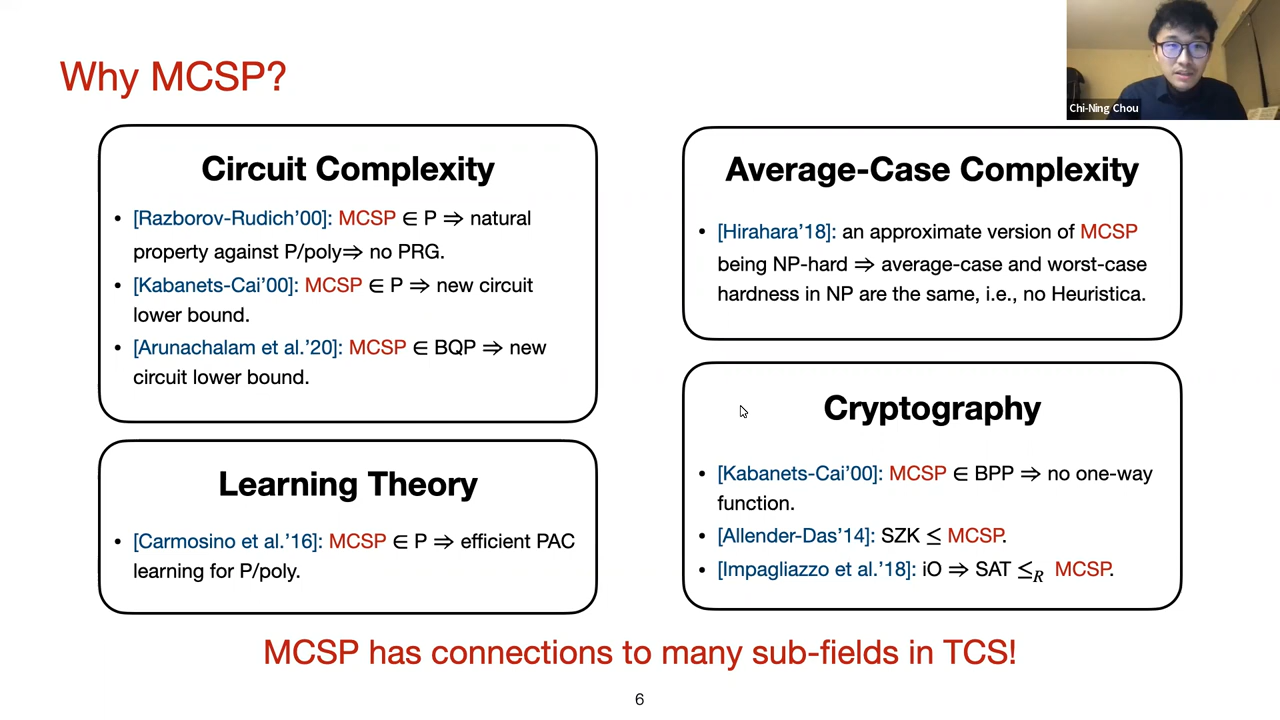 Why MCSP?
Chi-Ning Chou
Circuit Complexity
• [Razborov-Rudich’00]: MCSP ∈ P ⇒ natural
property against P/poly⇒ no PRG.
• [Kabanets-Cai’00]: MCSP ∈ P ⇒ new circuit
lower bound.
• [Arunachalam et al.’20]: MCSP ∈ BQP ⇒ new
circuit lower bound.
Average-Case Complexity
• [Hirahara’18]: an approximate version of MCSP
being NP-hard ⇒ average-case and worst-case
hardness in NP are the same, i.e., no Heuristica.
Learning Theory
• [Carmosino et al.’16]: MCSP ∈ P ⇒ efficient PAC
learning for P/poly.
Cryptography
• [Kabanets-Cai’00]: MCSP ∈ BPP ⇒ no one-way
function.
• [Allender-Das’14]: SZK ≤ MCSP.
• [Impagliazzo et al.’18]: iO ⇒ SAT ≤R MCSP.
MCSP has connections to many sub-fields in TCS!
6